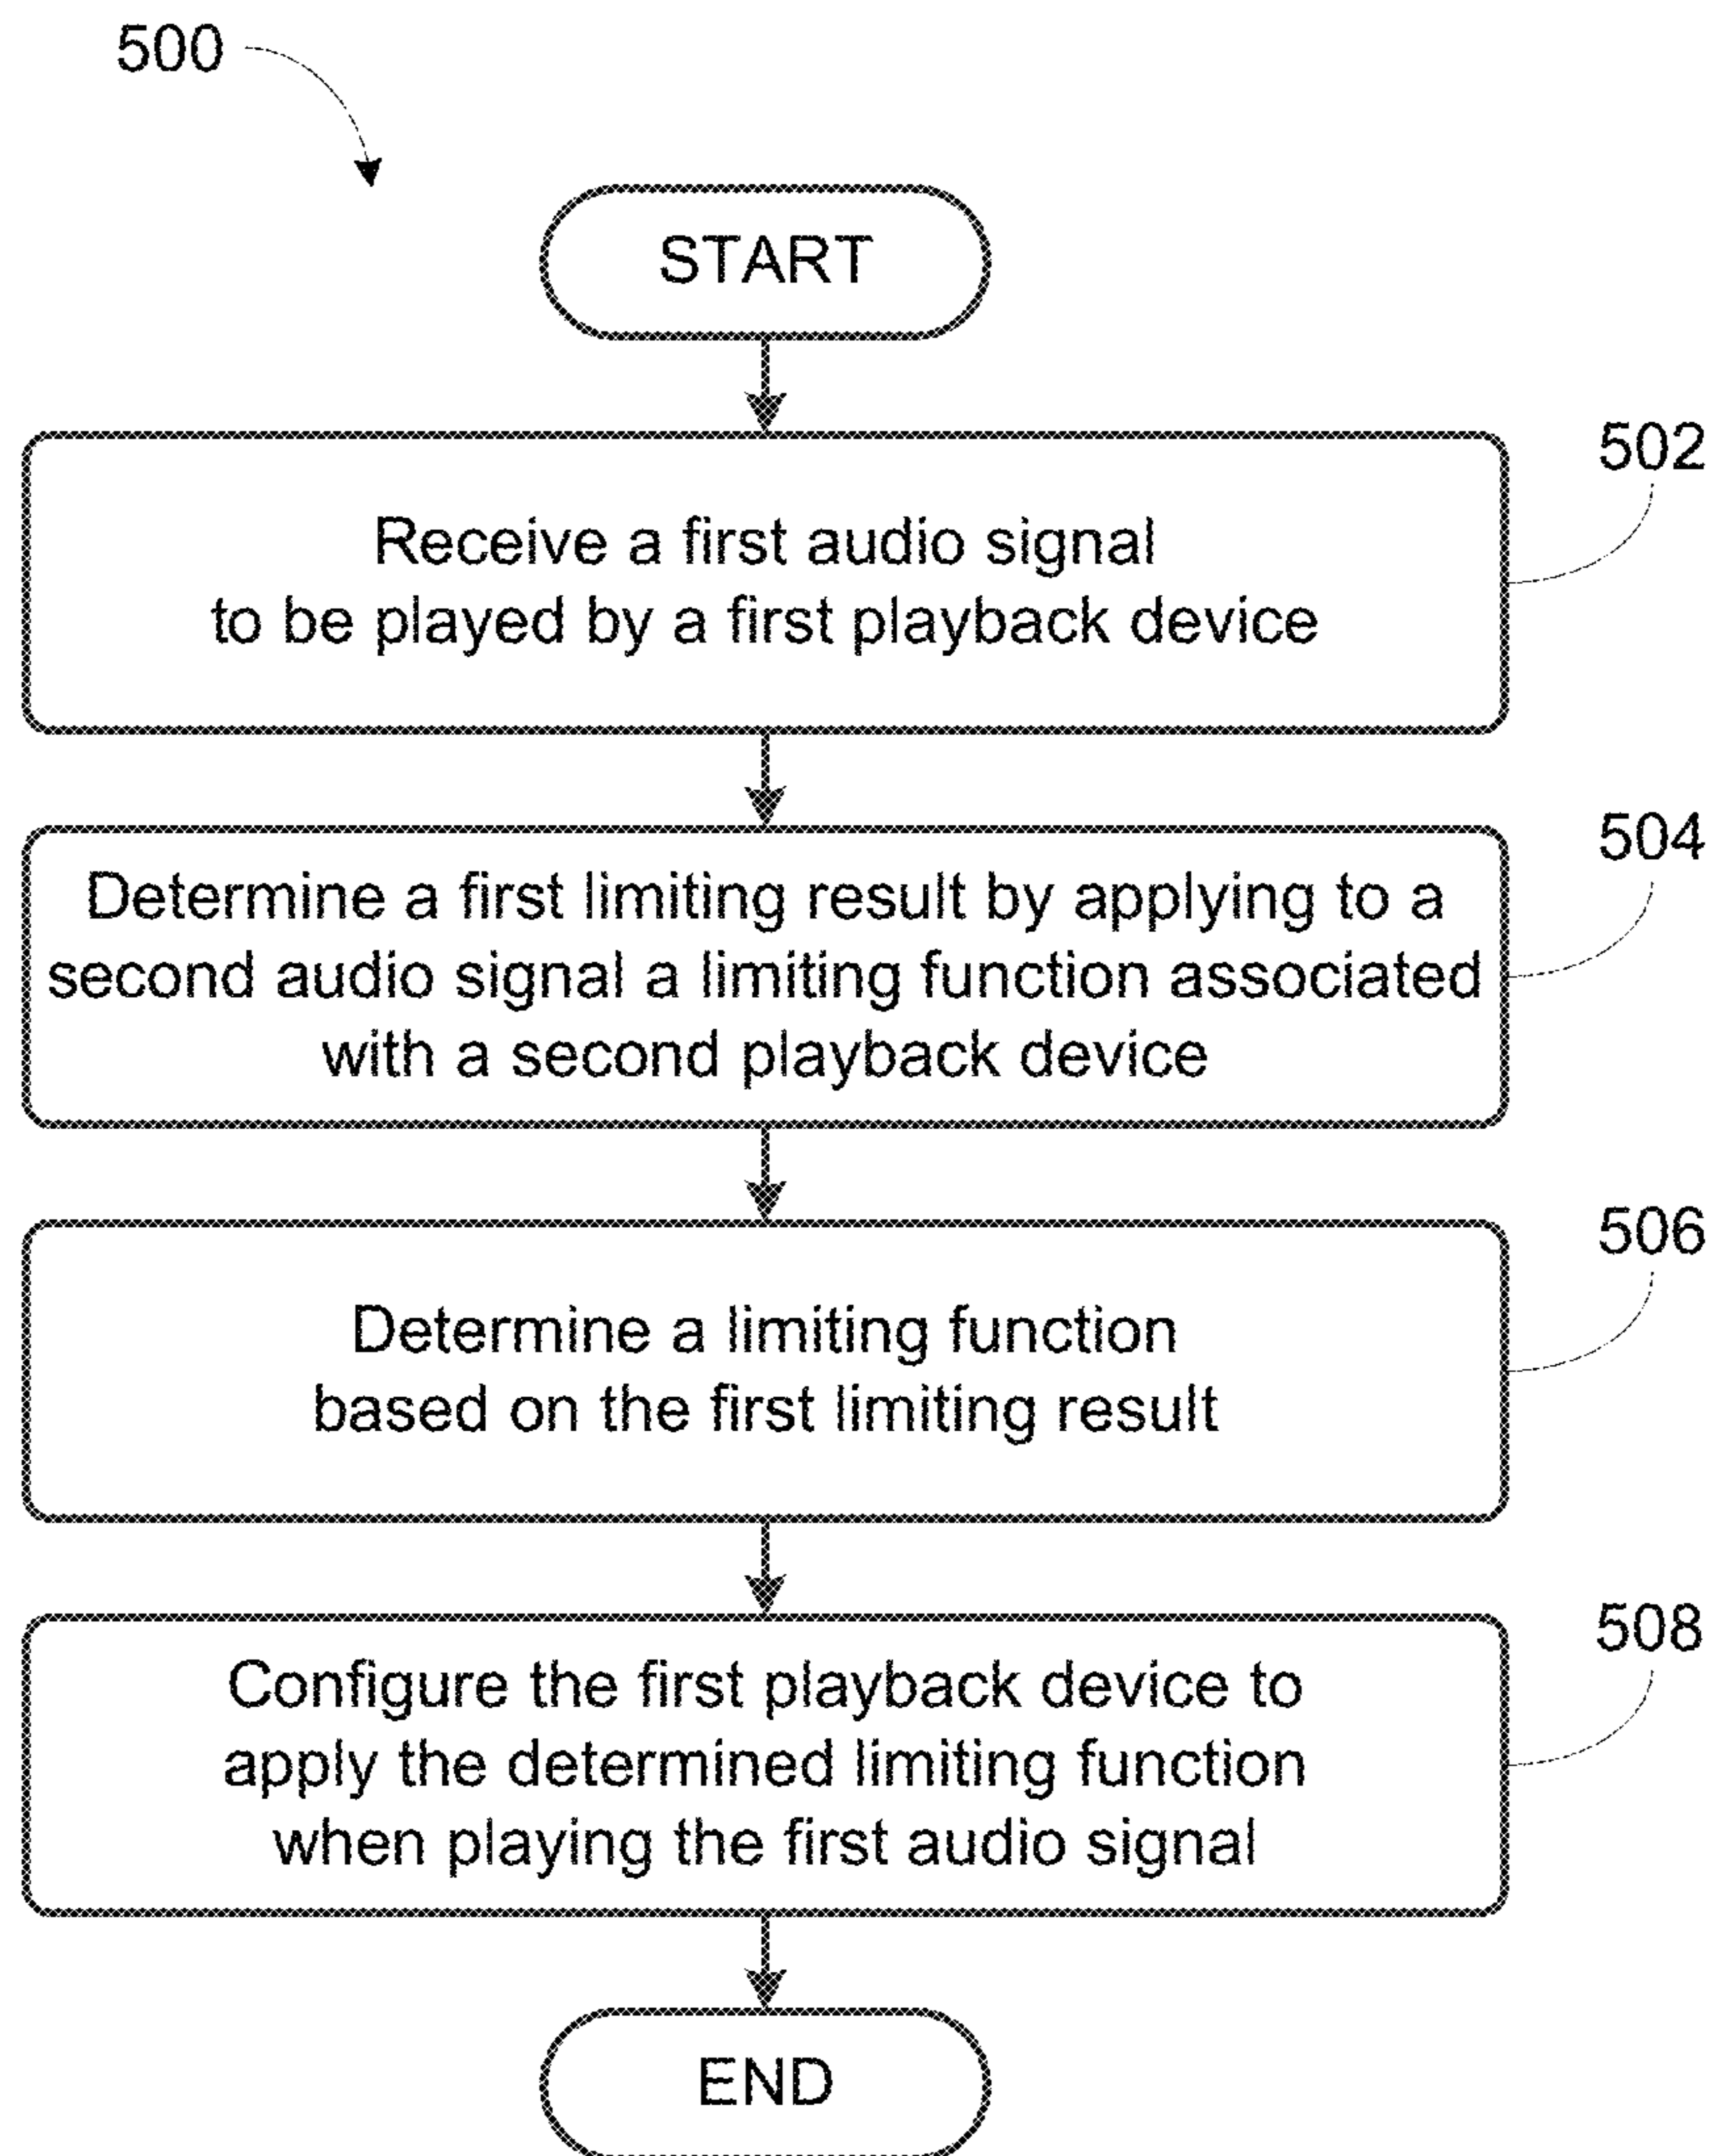 500
START
502
Receive a first audio signal
to be played by a first playback device
504
Determine a first limiting result by applying to a
second audio signal a limiting function associated
with a second playback device
506
Determine a limiting function
based on the first limiting result
508
Configure the first playback device to
apply the determined limiting function
when playing the first audio signal
END